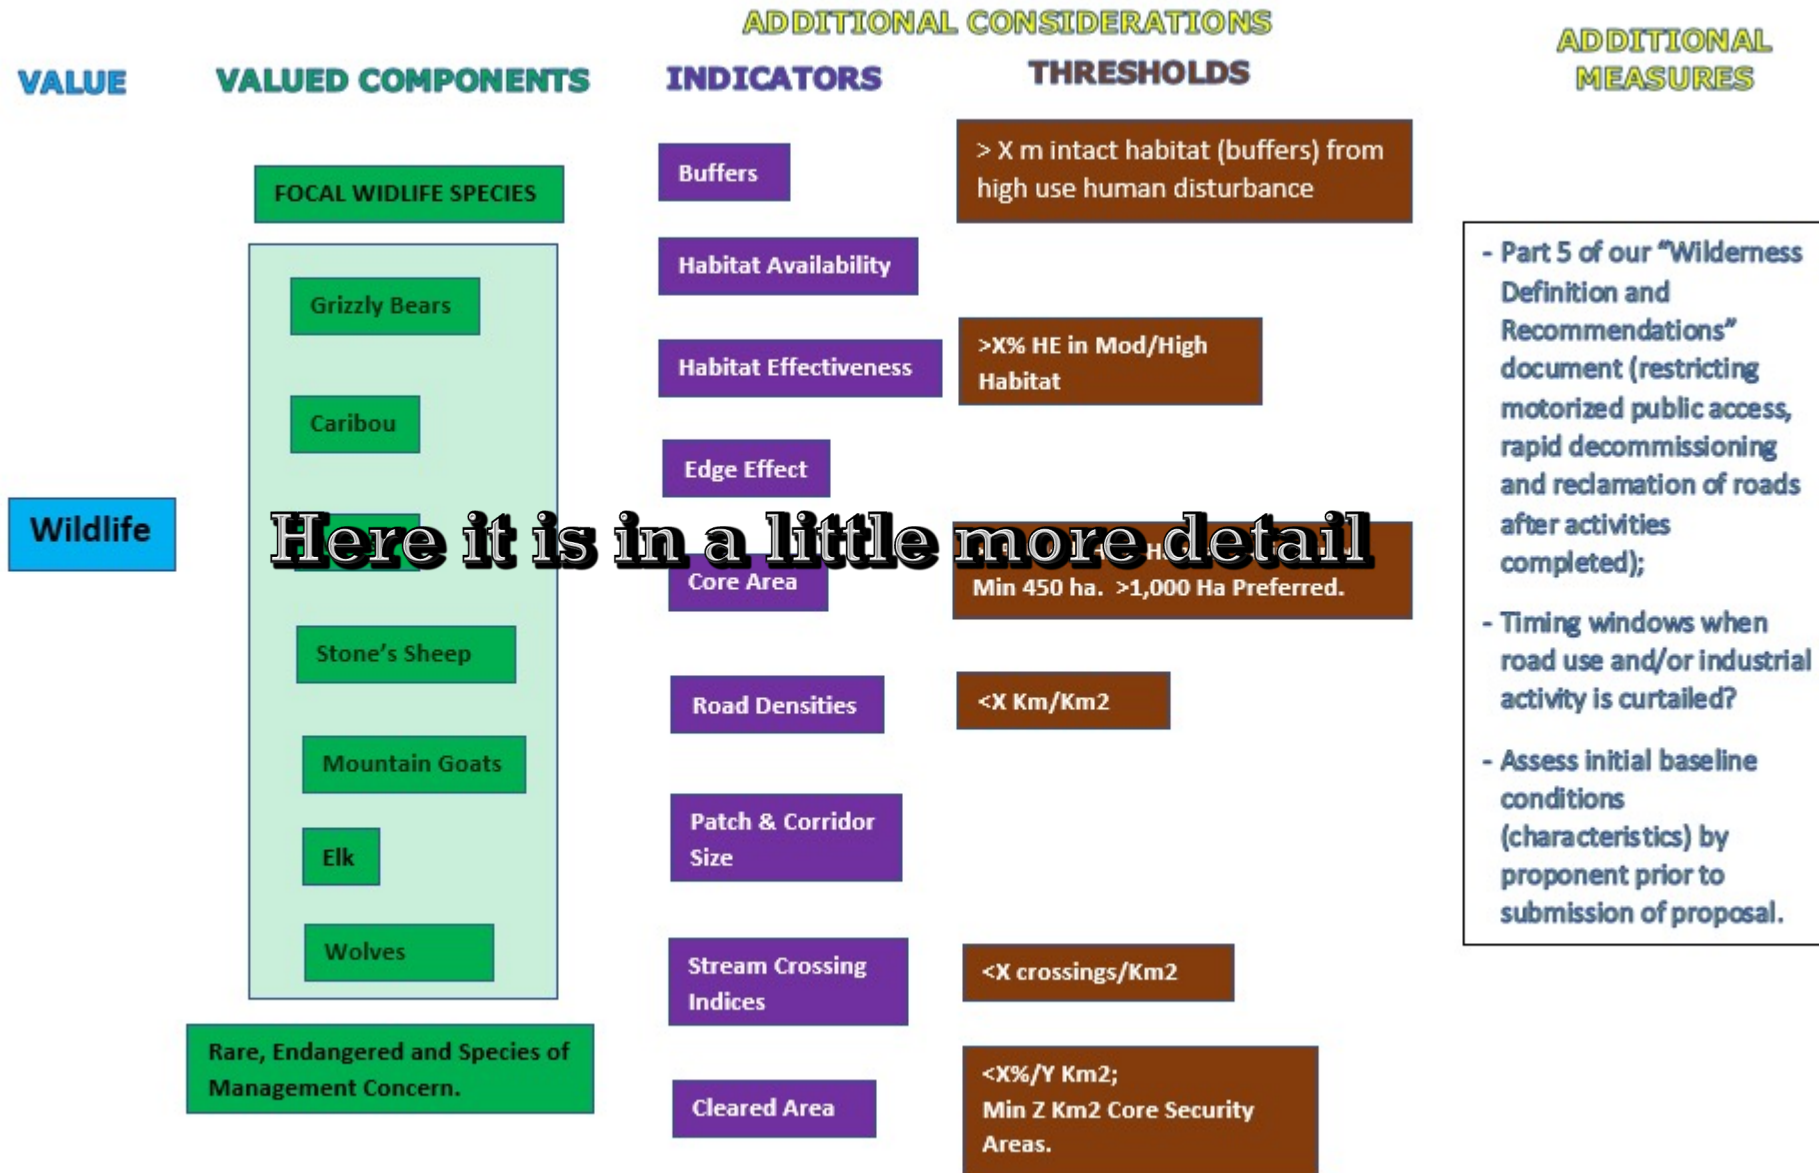 ADDITIONAL CONSIDERATIONS
ADDITIONAL
MEASURES
VALUE
VALUED COMPONENTS
INDICATORS
THRESHOLDS
Wildlife
FOCAL WIDLIFE SPECIES
Grizzly Bears
Caribou
Stone's Sheep
Mountain Goats
Elk
Wolves
Rare, Endangered and Species of
Management Concern.
Buffers
Habitat Availability
Habitat Effectiveness
Edge Effect
Core Area
Road Densities
Patch & Corridor
Size
Stream Crossing
Indices
Cleared Area
> X m intact habitat (buffers) from
high use human disturbance
>X% HE in Mod/High
Habitat
Min 450 ha. >1,000 Ha Preferred.
<X Km/Km2
<X crossings/Km2
<X%/Y Km2;
Min Z Km2 Core Security
Areas.
Here it is in a little more detail
- Part 5 of our “Wilderness
Definition and
Recommendations”
document (restricting
motorized public access,
rapid decommissioning
and reclamation of roads
after activities
completed);
- Timing windows when
road use and/or industrial
activity is curtailed?
- Assess initial baseline
conditions
(characteristics) by
proponent prior to
submission of proposal.